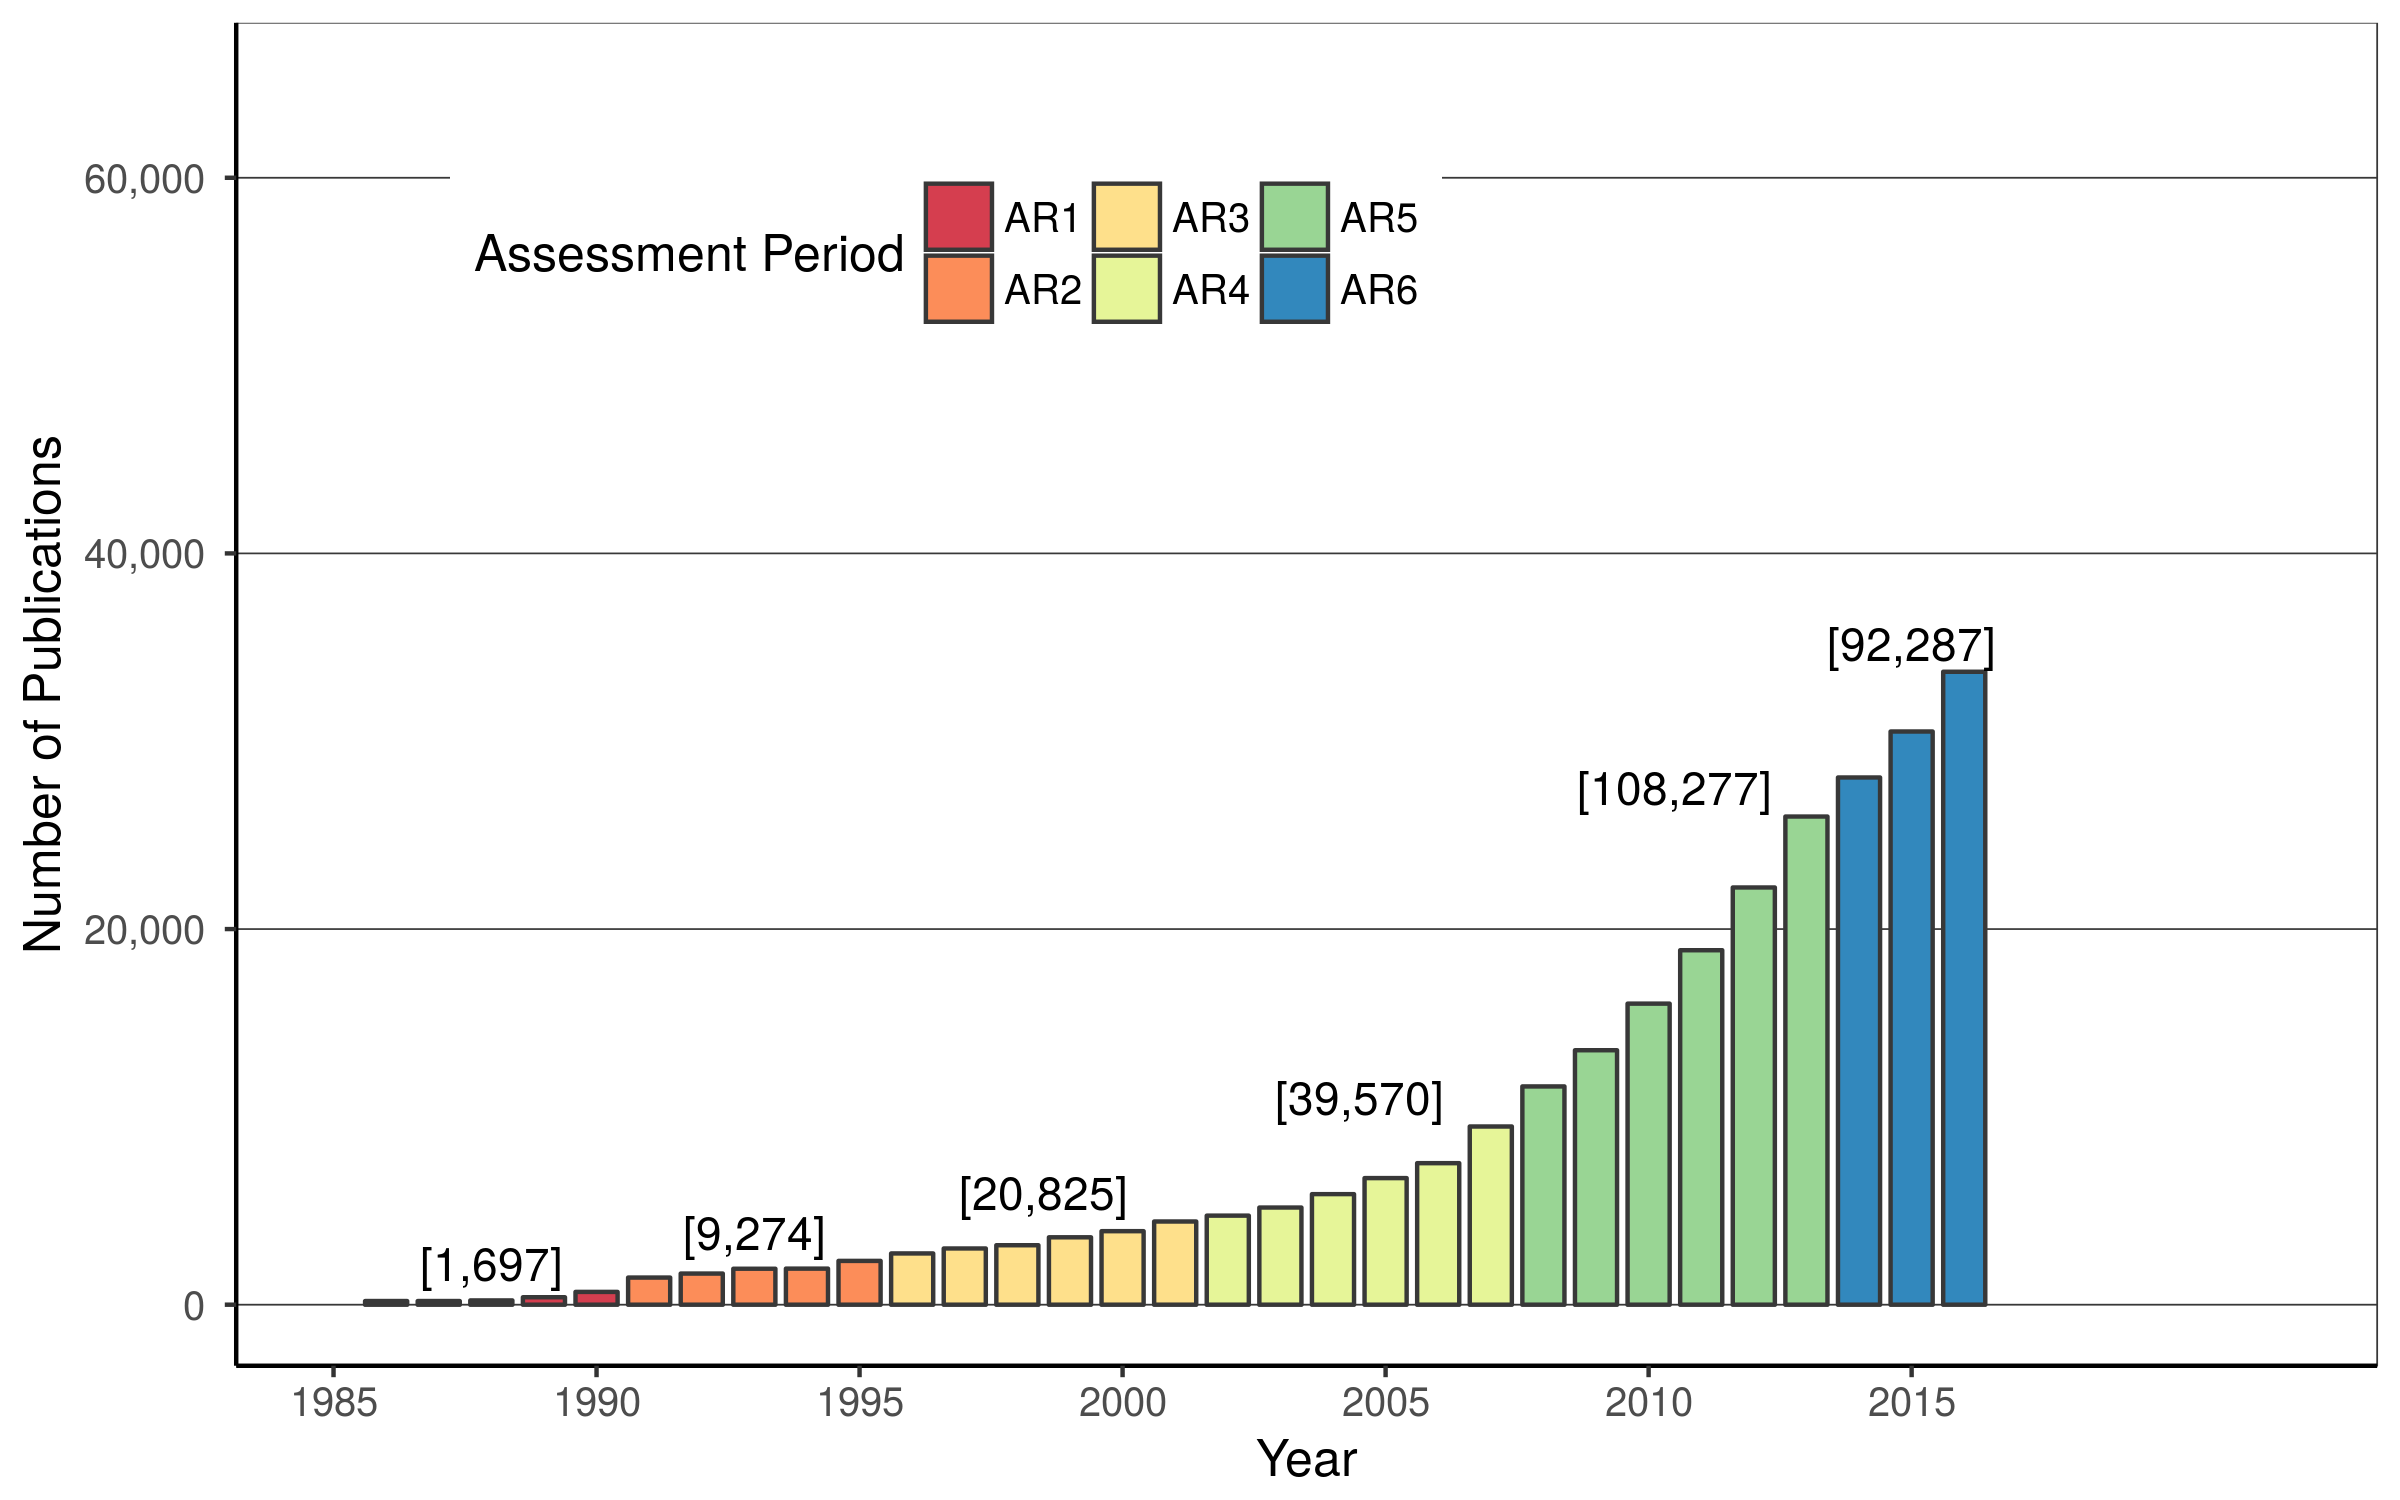 60,000
40,000
20,000
0
Number of Publications
Assessment Period
AR1 AR3 AR5
AR2 AR4 AR6
[92,287]
[108,277]
[39,570]
[20,825]
[9,274]
[1,697]
1985 1990 1995 2000 2005 2010 2015
Year